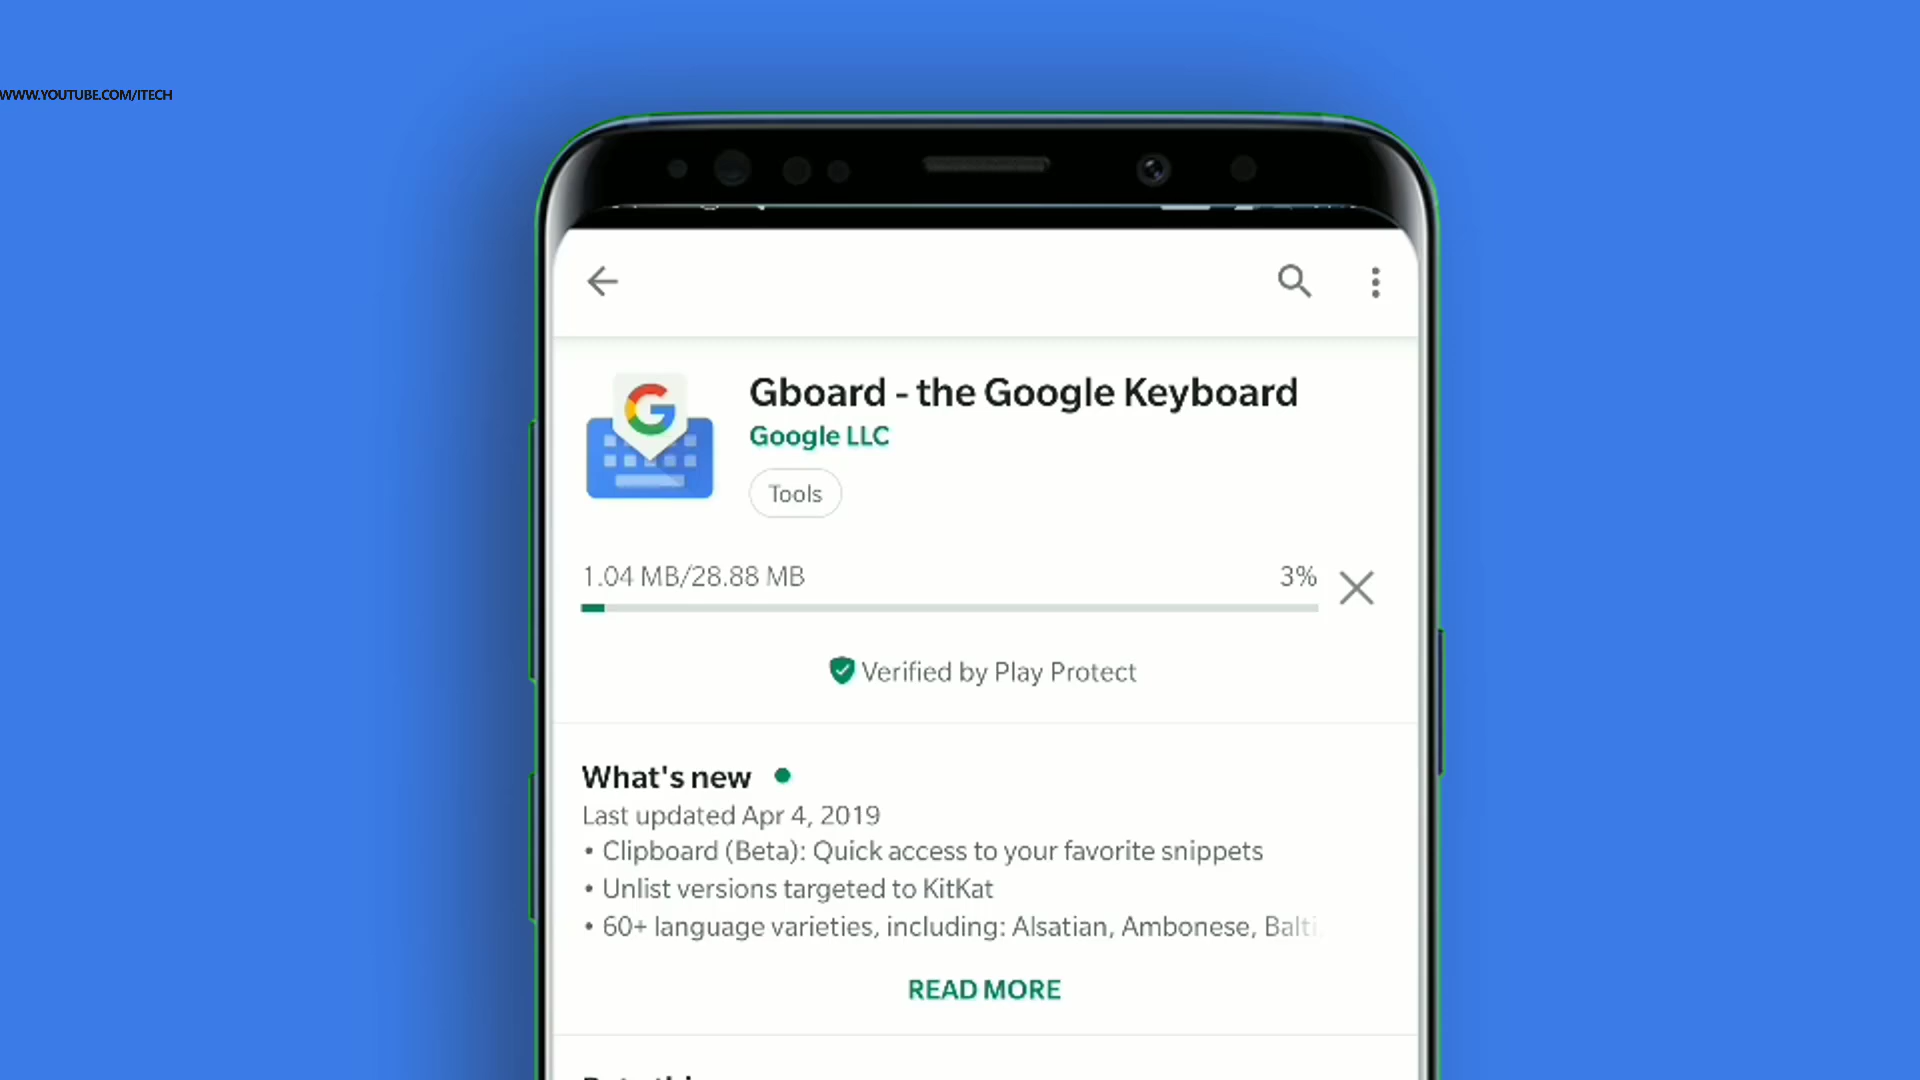 WWW.YOUTUBE.COM/ITECH
Gboard - the Google Keyboard
Google LLC
Tools
1.04 MB/28.88 MB
3%
Verified by Play Protect
What's new
Last updated Apr 4, 2019
• Clipboard (Beta): Quick access to your favorite snippets
• Unlist versions targeted to KitKat
• 60+ language varieties, including: Alsatian, Ambonese, Balti
READ MORE